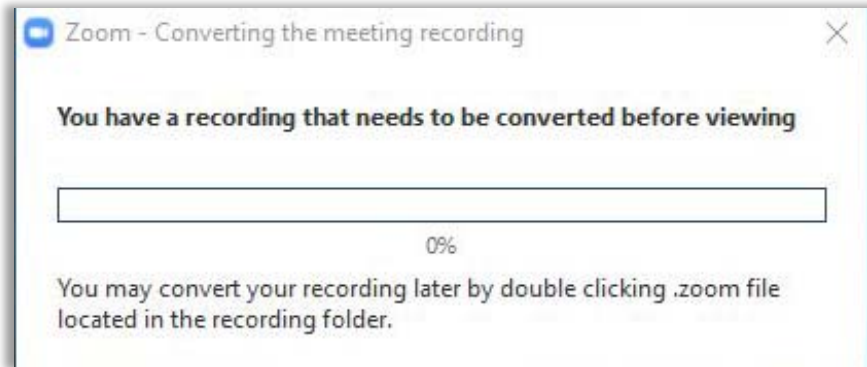 Zoom - Converting the meeting recording
You have a recording that needs to be converted before viewing
0%
You may convert your recording later by double clicking .zoom file
located in the recording folder.